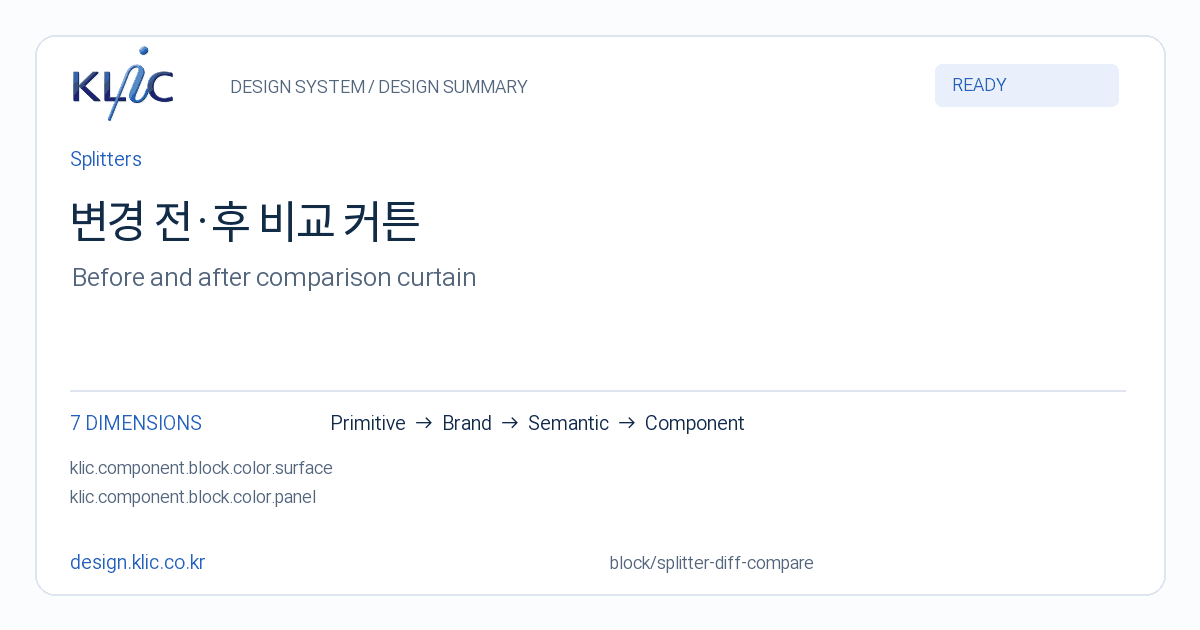 KLiC
DESIGN SYSTEM / DESIGN SUMMARY
READY
Splitters
변경 전·후 비교 커튼
Before and after comparison curtain
7 DIMENSIONS
Primitive → Brand → Semantic → Component
klic.component.block.color.surface
klic.component.block.color.panel
design.klic.co.kr
block/splitter-diff-compare